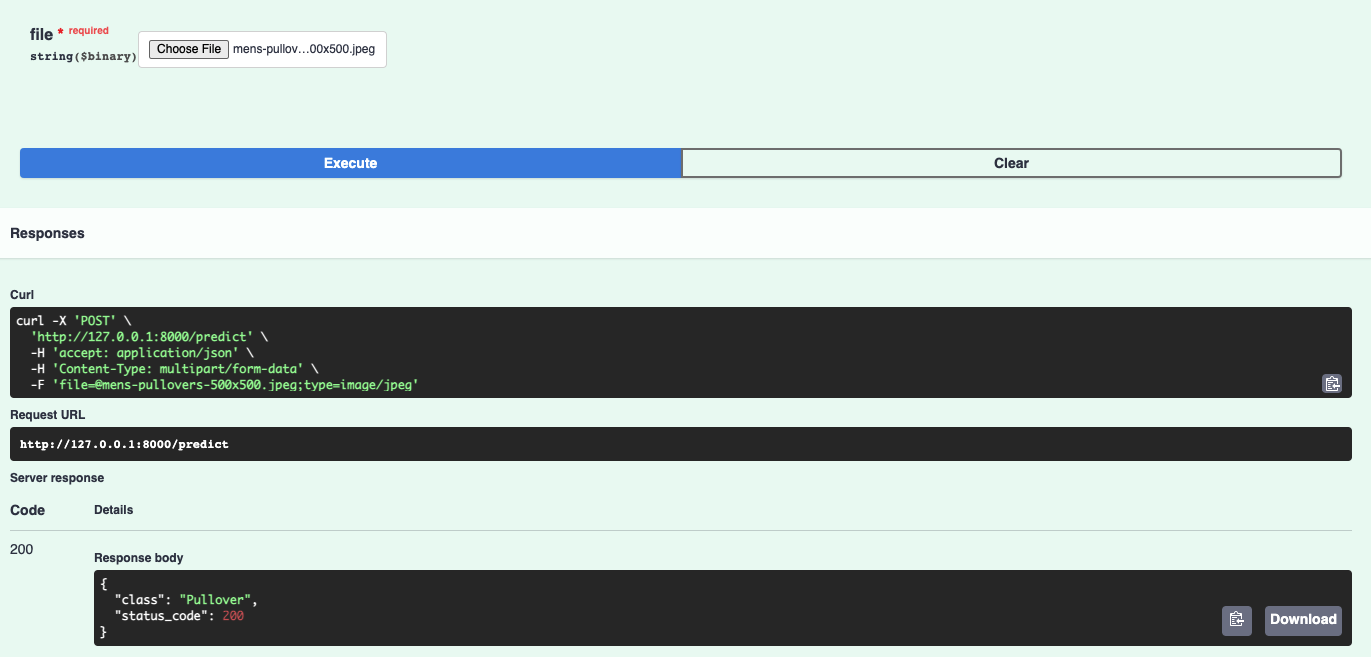 file * required
string($binary)
Choose File mens-pullov...00x500.jpeg
Execute
Clear
Responses
Curl
curl -X 'POST' \
  'http://127.0.0.1:8000/predict' \
  -H 'accept: application/json' \
  -H 'Content-Type: multipart/form-data' \
  -F 'file=@mens-pullovers-500x500.jpeg;type=image/jpeg'
Request URL
http://127.0.0.1:8000/predict
Server response
Code Details
200
Response body
{
  "class": "Pullover",
  "status_code": 200
}
Download